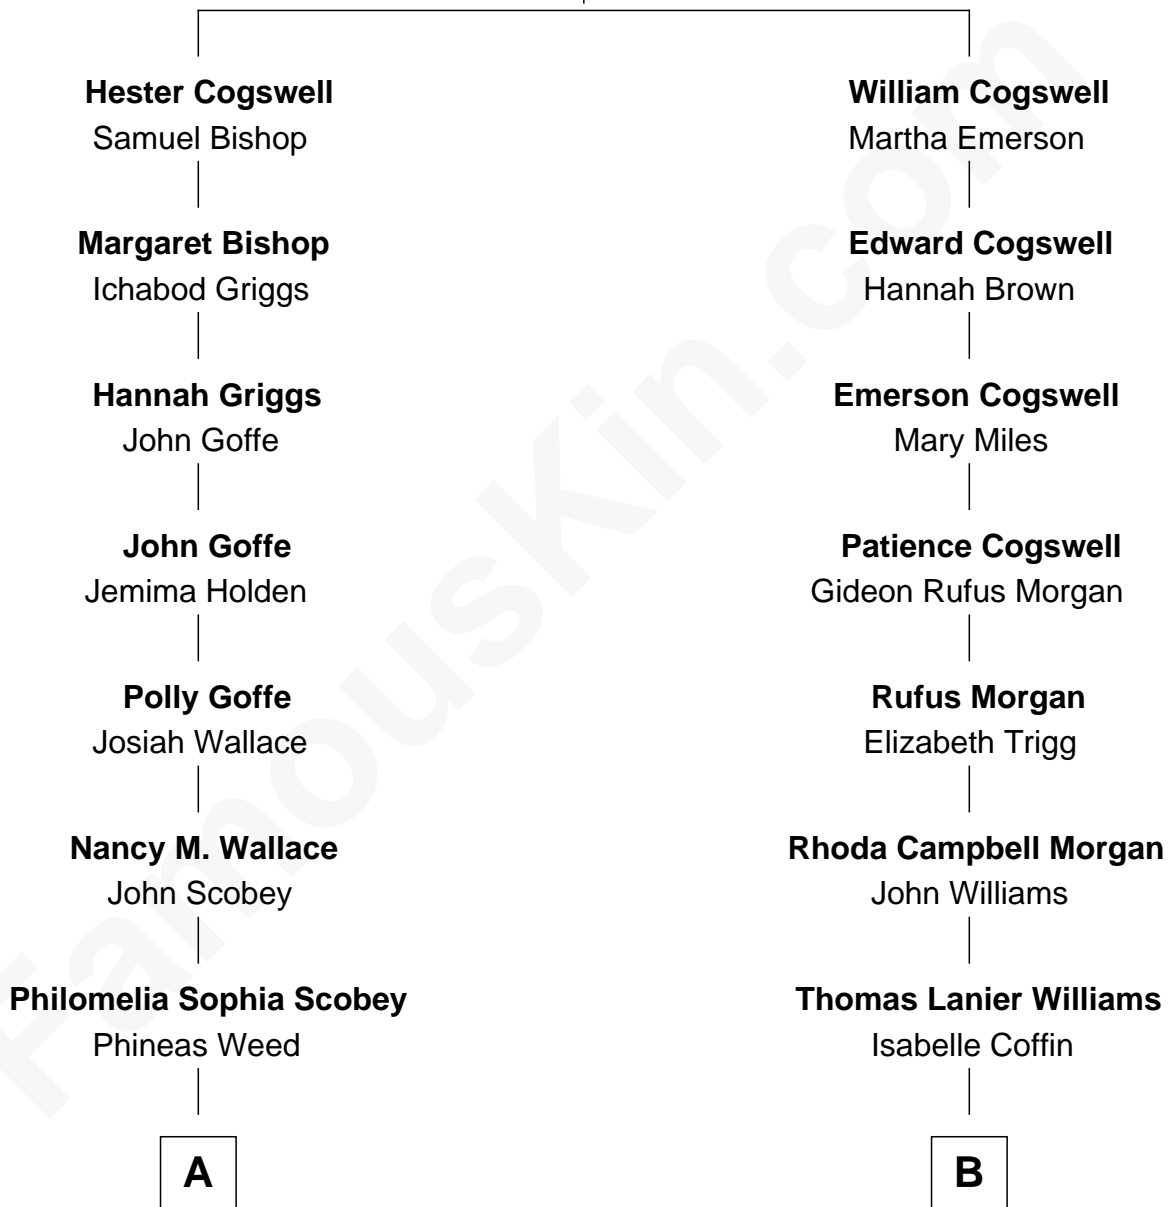 Hester Cogswell
Samuel Bishop
Margaret Bishop
Ichabod Griggs
Hannah Griggs
John Goffe
John Goffe
Jemima Holden
Polly Goffe
Josiah Wallace
Nancy M. Wallace
John Scobey
Philomelia Sophia Scobey
Phineas Weed
A
William Cogswell
Martha Emerson
Edward Cogswell
Hannah Brown
Emerson Cogswell
Mary Miles
Patience Cogswell
Gideon Rufus Morgan
Rufus Morgan
Elizabeth Trigg
Rhoda Campbell Morgan
John Williams
Thomas Lanier Williams
Isabelle Coffin
B
FamousKin.com